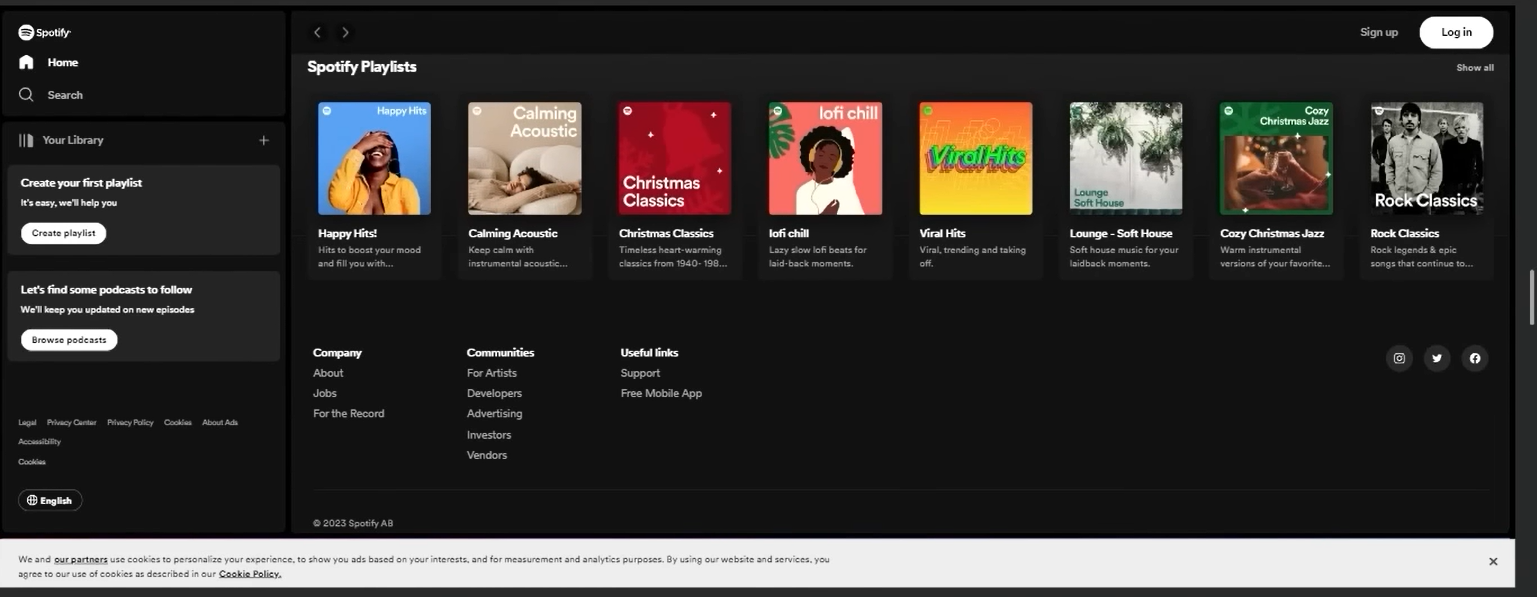 Spotify
Home
Search
Your Library
Create your first playlist
It's easy, we'll help you
Create playlist
Let's find some podcasts to follow
We'll keep you updated on new episodes
Browse podcasts
Legal Privacy Center Privacy Policy Cookies About Ads
Accessibility
Cookies
English
Sign up Log in
Spotify Playlists Show all
Happy Hits
Happy Hits!
Hits to boost your mood
and fill you with...
Calming
Acoustic
Calming Acoustic
Keep calm with
instrumental acoustic...
Christmas
Classics
Christmas Classics
Timeless heart-warming
classics from 1940- 198...
lofi chill
lofi chill
Lazy slow lofi beats for
laid-back moments.
Viral Hits
Viral Hits
Viral, trending and taking
off.
Lounge
Soft House
Lounge - Soft House
Soft house music for your
laidback moments.
Cozy
Christmas Jazz
Cozy Christmas Jazz
Warm instrumental
versions of your favorite...
Rock Classics
Rock Classics
Rock legends & epic
songs that continue to...
Company
About
Jobs
For the Record
Communities
For Artists
Developers
Advertising
Investors
Vendors
Useful links
Support
Free Mobile App
© 2023 Spotify AB
We and our partners use cookies to personalize your experience, to show you ads based on your interests, and for measurement and analytics purposes. By using our website and services, you
agree to our use of cookies as described in our Cookie Policy.